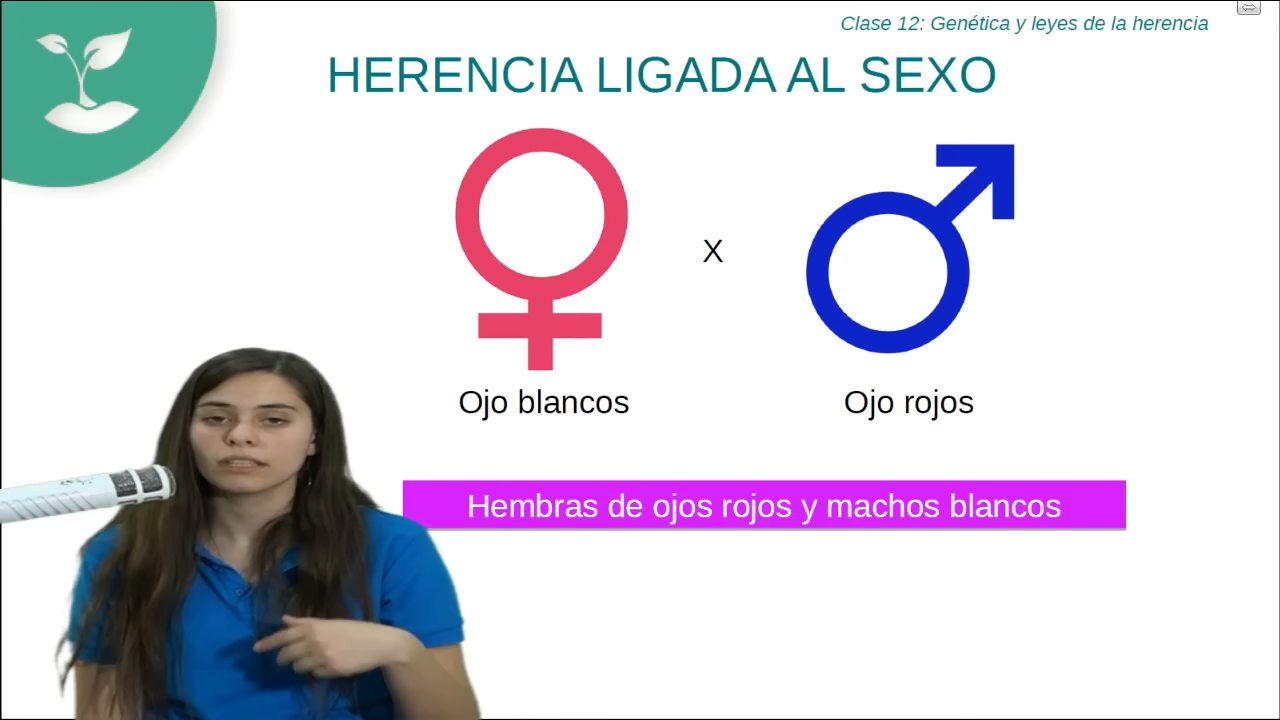 Clase 12: Genética y leyes de la herencia
HERENCIA LIGADA AL SEXO
X
Ojo blancos
Ojo rojos
Hembras de ojos rojos y machos blancos